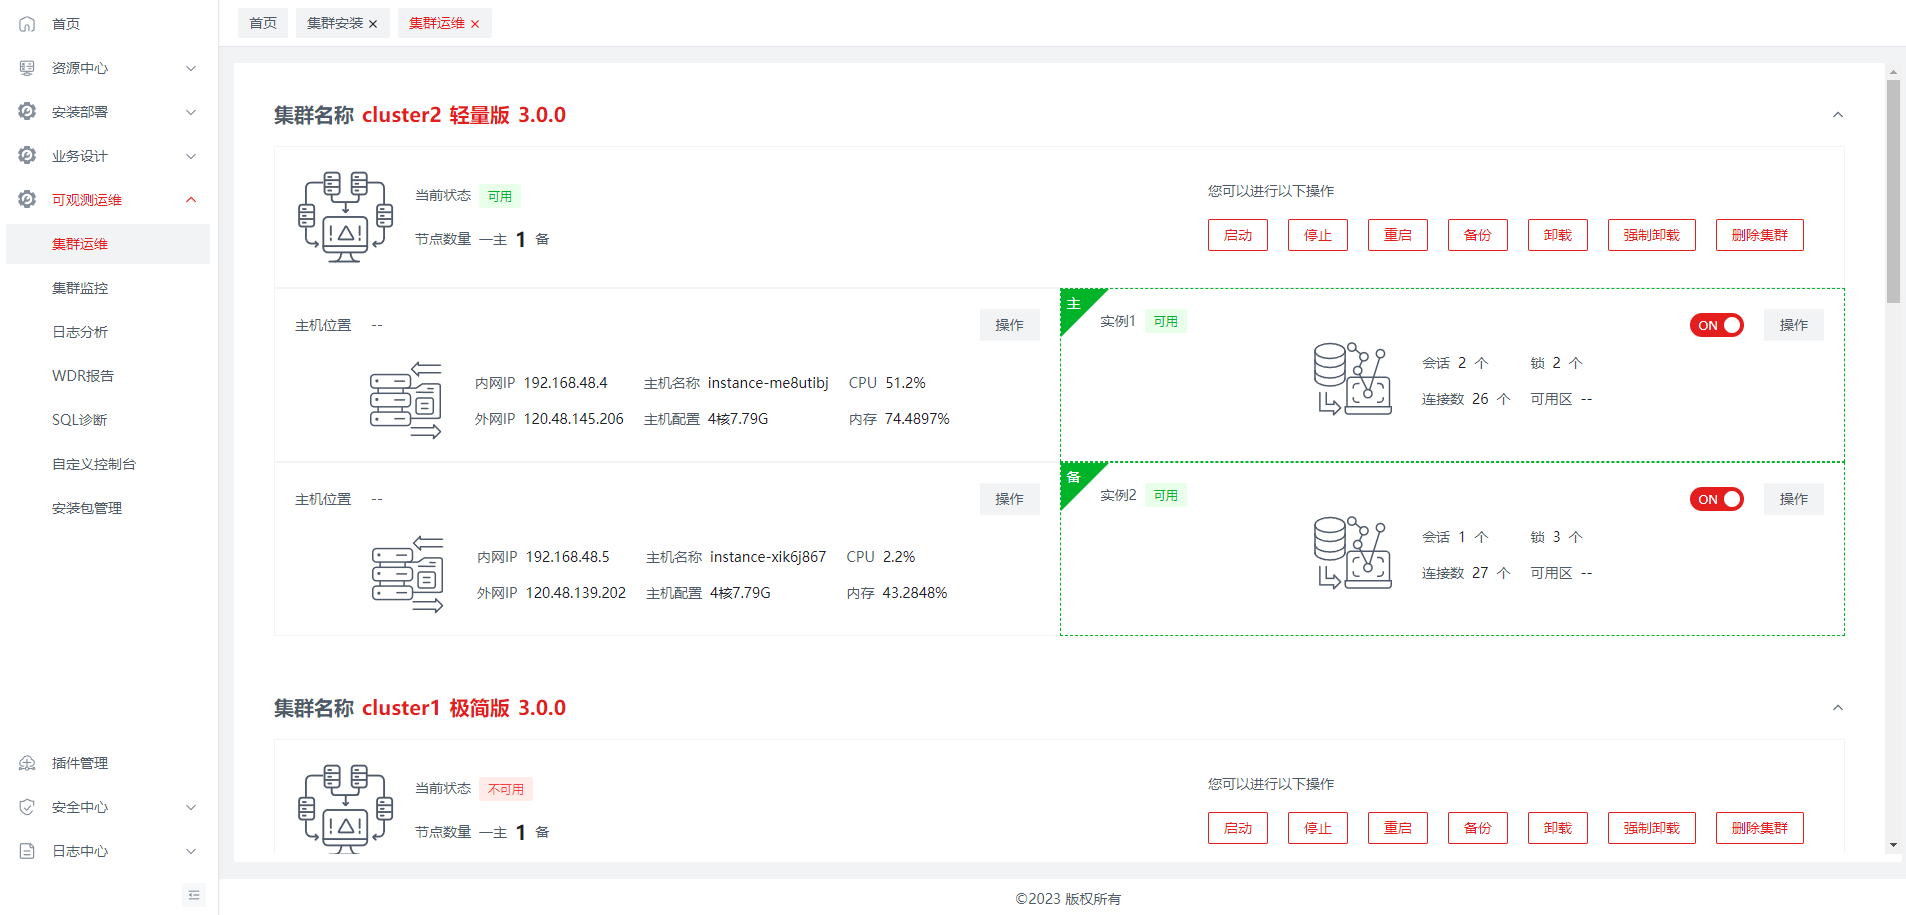 首页
资源中心
安装部署
业务设计
可观测运维
集群运维
集群监控
日志分析
WDR报告
SQL诊断
自定义控制台
安装包管理
插件管理
安全中心
日志中心
首页 集群安装 × 集群运维 ×
集群名称 cluster2 轻量版 3.0.0
当前状态 可用
节点数量 一主 1 备
您可以进行以下操作
启动 停止 重启 备份 卸载 强制卸载 删除集群
主机位置 -- 操作
内网IP 192.168.48.4 主机名称 instance-me8utibj CPU 51.2%
外网IP 120.48.145.206 主机配置 4核7.79G 内存 74.4897%
主 实例1 可用 ON 操作
会话 2 个 锁 2 个
连接数 26 个 可用区 --
主机位置 -- 操作
内网IP 192.168.48.5 主机名称 instance-xik6j867 CPU 2.2%
外网IP 120.48.139.202 主机配置 4核7.79G 内存 43.2848%
备 实例2 可用 ON 操作
会话 1 个 锁 3 个
连接数 27 个 可用区 --
集群名称 cluster1 极简版 3.0.0
当前状态 不可用
节点数量 一主 1 备
您可以进行以下操作
启动 停止 重启 备份 卸载 强制卸载 删除集群
©2023 版权所有